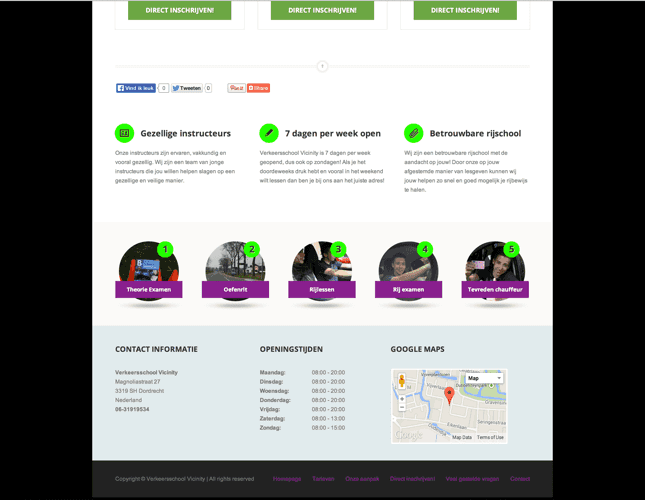 DIRECT INSCHRIJVEN! DIRECT INSCHRIJVEN! DIRECT INSCHRIJVEN!
Vind ik leuk 0 Tweeten 0 Pin it Share
Gezellige instructeurs
Onze instructeurs zijn ervaren, vakkundig en
vooral gezellig. Wij zijn een team van jonge
instructeurs die jou willen helpen slagen op een
gezellige en veilige manier.
7 dagen per week open
Verkeersschool Vicinity is 7 dagen per week
geopend, dus ook op zondagen! Als je het
doordeweeks druk hebt en vooral in het weekend
wilt lessen dan ben je bij ons aan het juiste adres!
Betrouwbare rijschool
Wij zijn een betrouwbare rijschool met de
aandacht op jouw! Door onze op jouw
afgestemde manier van lesgeven kunnen wij
jouw helpen zo snel en goed mogelijk je rijbewijs
te halen.
1 2 3 4 5
Theorie Examen Oefenrit Rijlessen Rij examen Tevreden chauffeur
CONTACT INFORMATIE
Verkeersschool Vicinity
Magnoliastraat 27
3319 SH Dordrecht
Nederland
06-31919534
OPENINGSTIJDEN
Maandag: 08:00 - 20:00
Dinsdag: 08:00 - 20:00
Woensdag: 08:00 - 20:00
Donderdag: 08:00 - 20:00
Vrijdag: 08:00 - 20:00
Zaterdag: 08:00 - 13:00
Zondag: 08:00 - 15:00
GOOGLE MAPS
Map
Google Map Data Terms of Use
Copyright © Verkeersschool Vicinity | All rights reserved Homepage Tarieven Onze aanpak Direct inschrijven! Contact